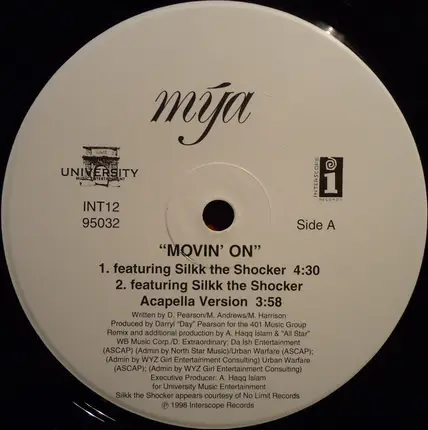 mýa
UNIVERSITY
MUSIC ENTERTAINMENT
INTERSCOPE
RECORDS
INT12
95032
Side A
"MOVIN' ON"
1. featuring Silkk the Shocker 4:30
2. featuring Silkk the Shocker
Acapella Version 3:58
Written by D. Pearson/M. Andrews/M. Harrison
Produced by Darryl "Day" Pearson for the 401 Music Group
Remix and additional production by A. Haqq Islam & "All Star"
WB Music Corp./D. Extraordinary: Da Ish Entertainment
(ASCAP) (Admin by North Star Music)/Urban Warfare (ASCAP);
(Admin by WYZ Girl Entertainment Consulting) Urban Warfare
(ASCAP); (Admin by WYZ Girl Entertainment Consulting)
Executive Producer: A. Haqq Islam
for University Music Entertainment
Silkk the Shocker appears courtesy of No Limit Records
℗ 1998 Interscope Records